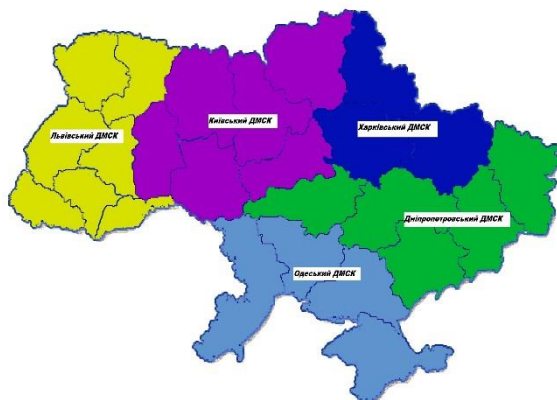 Київський ДМСК
Харківський ДМСК
Львівський ДМСК
Дніпропетровський ДМСК
Одеський ДМСК